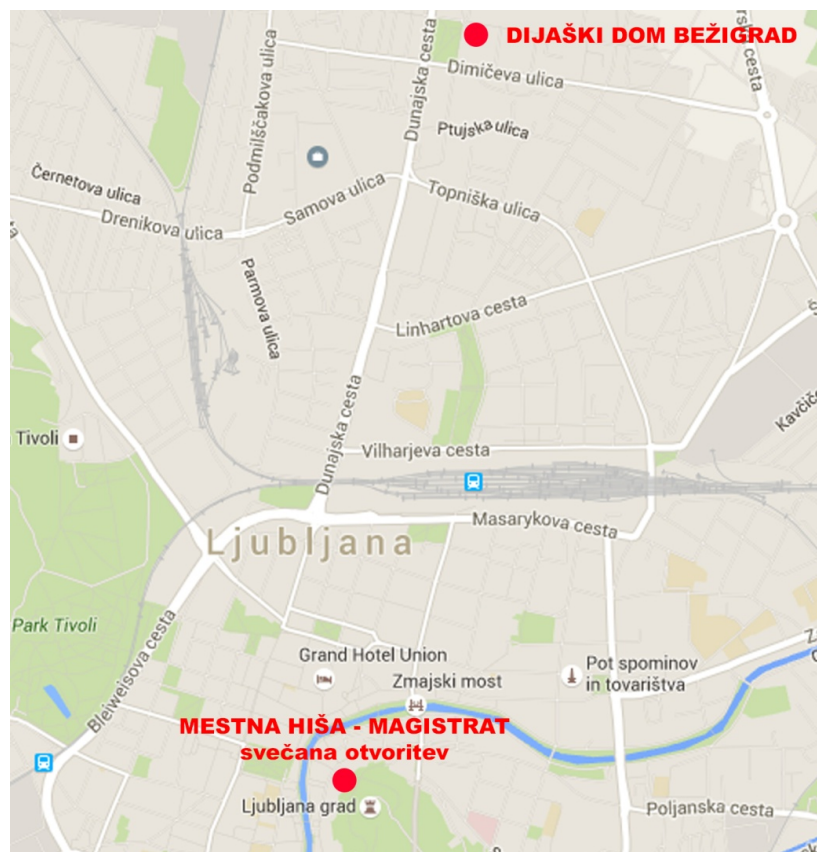 DIJAŠKI DOM BEŽIGRAD
Dunajska cesta
Dimičeva ulica
Podmilščakova ulica
Ptujska ulica
Černetova ulica
Drenikova ulica
Samova ulica
Topniška ulica
Parmova ulica
Linhartova cesta
Dunajska cesta
Tivoli
Vilharjeva cesta
Ljubljana
Masarykova cesta
Park Tivoli
Bleiweisova cesta
Grand Hotel Union
Zmajski most
Pot spominov
in tovarištva
MESTNA HIŠA - MAGISTRAT
svečana otvoritev
Ljubljana grad
Poljanska cesta